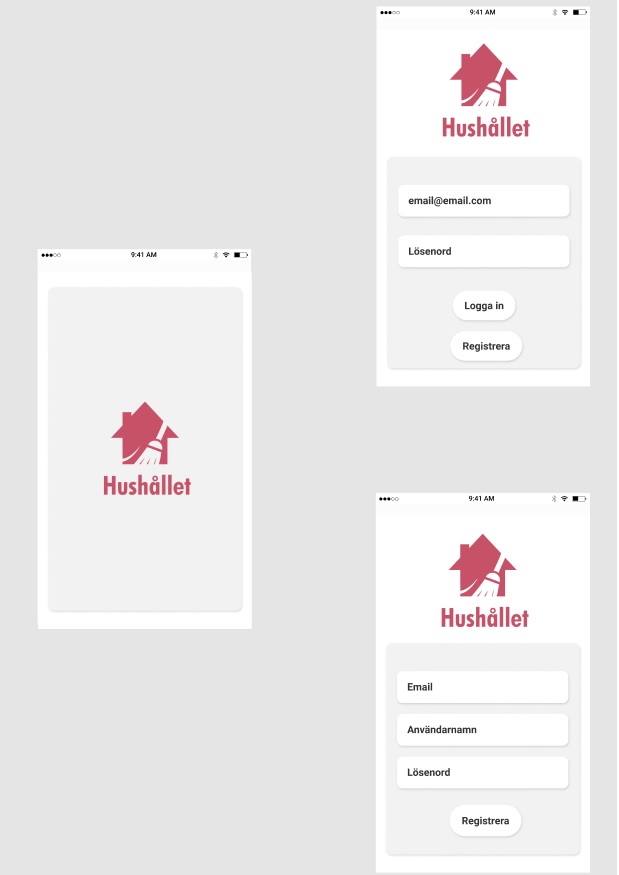 9:41 AM
Hushållet
email@email.com
Lösenord
Logga in
Registrera
9:41 AM
Hushållet
9:41 AM
Hushållet
Email
Användarnamn
Lösenord
Registrera